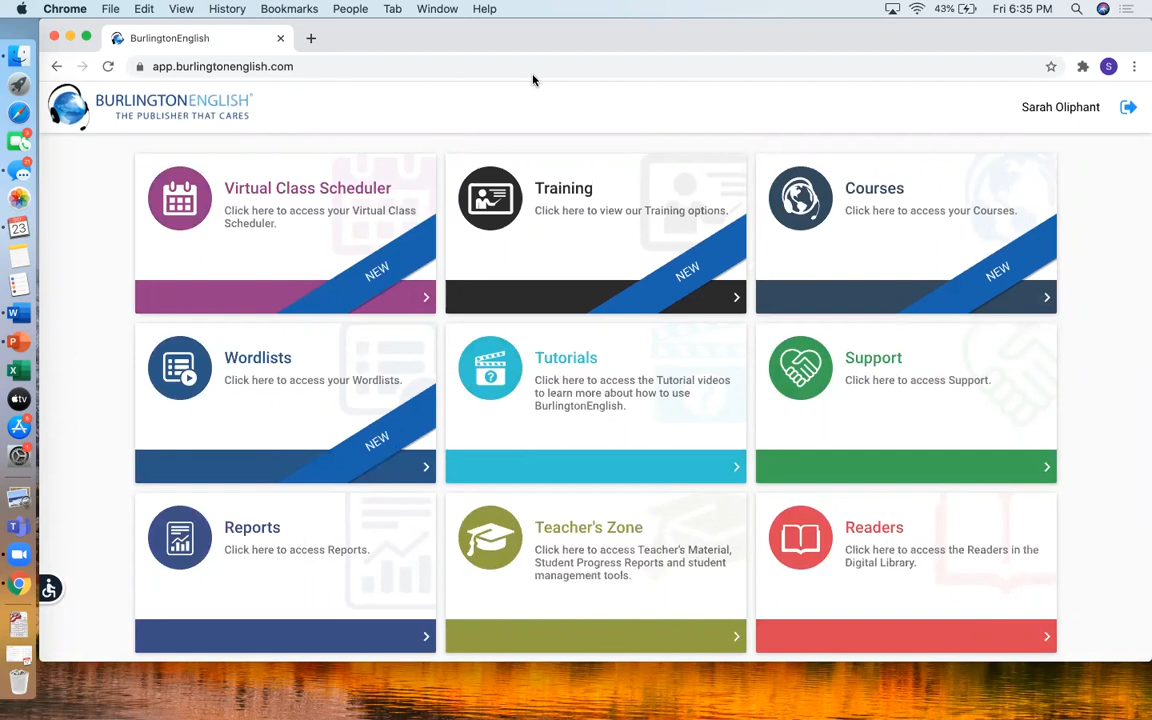 Chrome File Edit View History Bookmarks People Tab Window Help 43% Fri 6:35 PM
BurlingtonEnglish
app.burlingtonenglish.com S
BURLINGTONENGLISH®
THE PUBLISHER THAT CARES
Sarah Oliphant
Virtual Class Scheduler
Click here to access your Virtual Class
Scheduler.
NEW
Training
Click here to view our Training options.
NEW
Courses
Click here to access your Courses.
NEW
Wordlists
Click here to access your Wordlists.
NEW
Tutorials
Click here to access the Tutorial videos
to learn more about how to use
BurlingtonEnglish.
Support
Click here to access Support.
Reports
Click here to access Reports.
Teacher's Zone
Click here to access Teacher's Material,
Student Progress Reports and student
management tools.
Readers
Click here to access the Readers in the
Digital Library.
23
tv